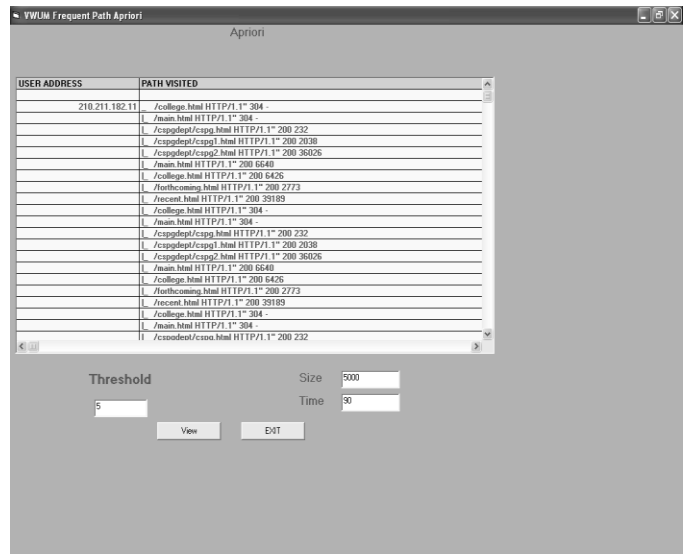 VWUM Frequent Path Apriori
Apriori
USER ADDRESS PATH VISITED
210.211.182.11 _ /college.html HTTP/1.1" 304 -
|_ /main.html HTTP/1.1" 304 -
|_ /cspgdept/cspg.html HTTP/1.1" 200 232
|_ /cspgdept/cspg1.html HTTP/1.1" 200 2038
|_ /cspgdept/cspg2.html HTTP/1.1" 200 36026
|_ /main.html HTTP/1.1" 200 6640
|_ /college.html HTTP/1.1" 200 6426
|_ /forthcoming.html HTTP/1.1" 200 2773
|_ /recent.html HTTP/1.1" 200 39189
|_ /college.html HTTP/1.1" 304 -
|_ /main.html HTTP/1.1" 304 -
|_ /cspgdept/cspg.html HTTP/1.1" 200 232
|_ /cspgdept/cspg1.html HTTP/1.1" 200 2038
|_ /cspgdept/cspg2.html HTTP/1.1" 200 36026
|_ /main.html HTTP/1.1" 200 6640
|_ /college.html HTTP/1.1" 200 6426
|_ /forthcoming.html HTTP/1.1" 200 2773
|_ /recent.html HTTP/1.1" 200 39189
|_ /college.html HTTP/1.1" 304 -
|_ /main.html HTTP/1.1" 304 -
|_ /cspgdept/cspg.html HTTP/1.1" 200 232
Threshold Size 5000
5 Time 90
View EXIT